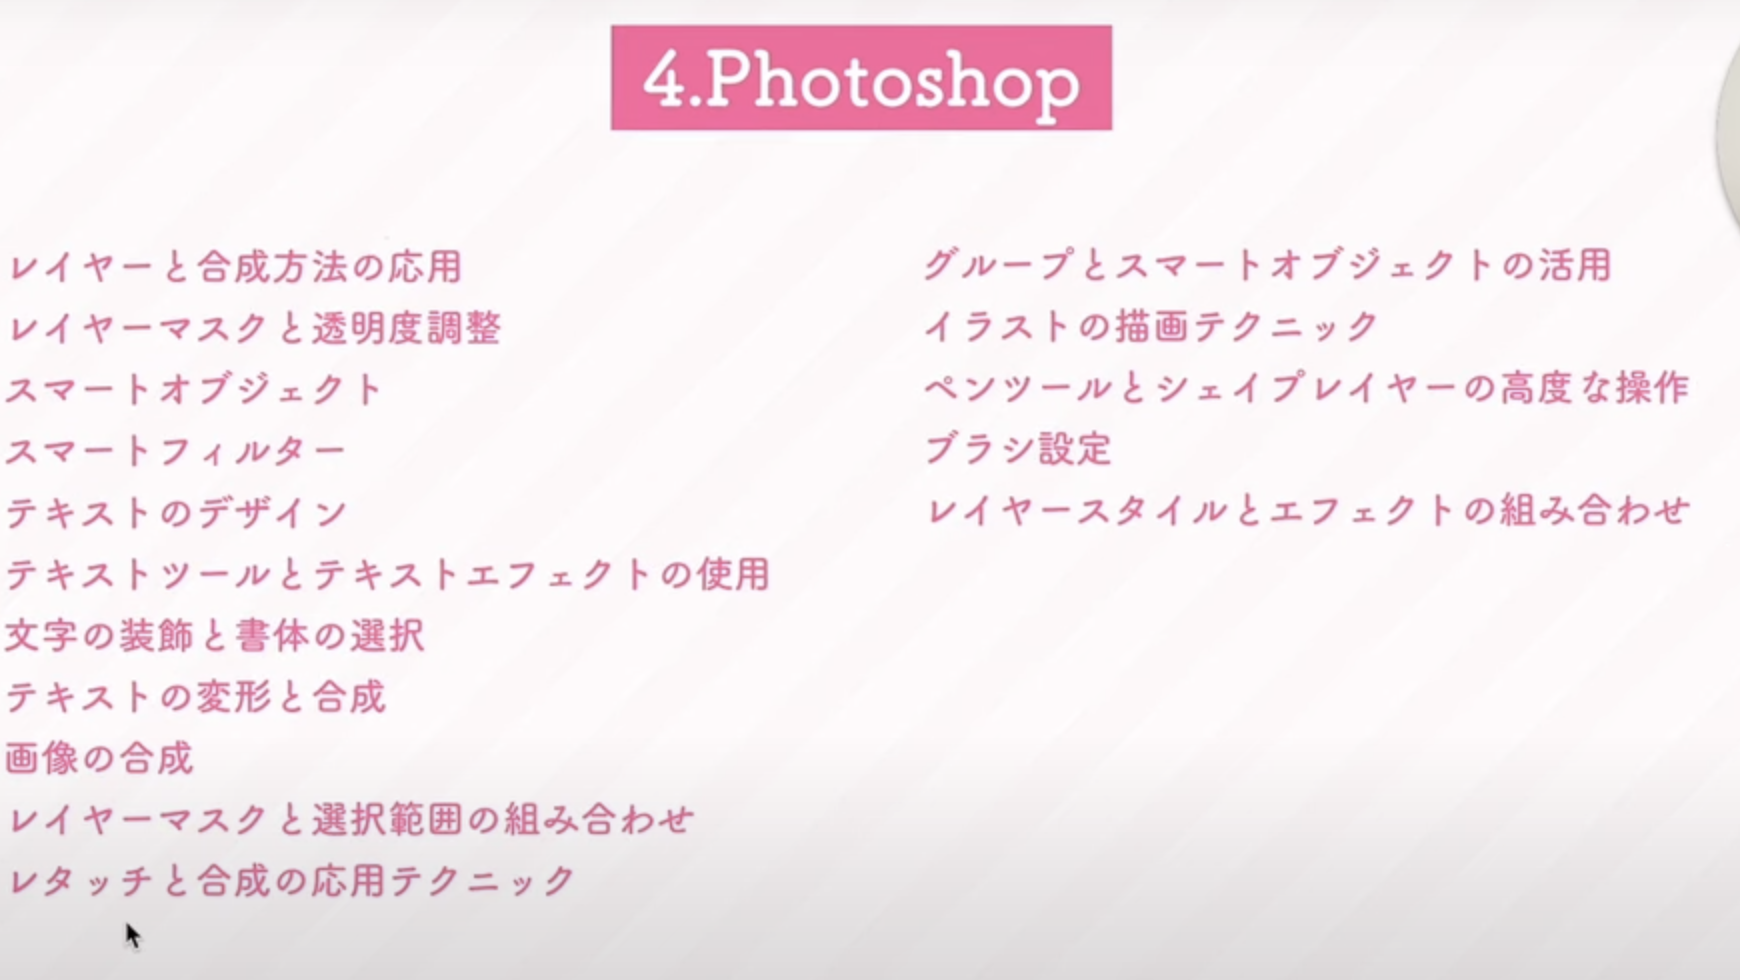 4.Photoshop
レイヤーと合成方法の応用
レイヤーマスクと透明度調整
スマートオブジェクト
スマートフィルター
テキストのデザイン
テキストツールとテキストエフェクトの使用
文字の装飾と書体の選択
テキストの変形と合成
画像の合成
レイヤーマスクと選択範囲の組み合わせ
レタッチと合成の応用テクニック
グループとスマートオブジェクトの活用
イラストの描画テクニック
ペンツールとシェイプレイヤーの高度な操作
ブラシ設定
レイヤースタイルとエフェクトの組み合わせ